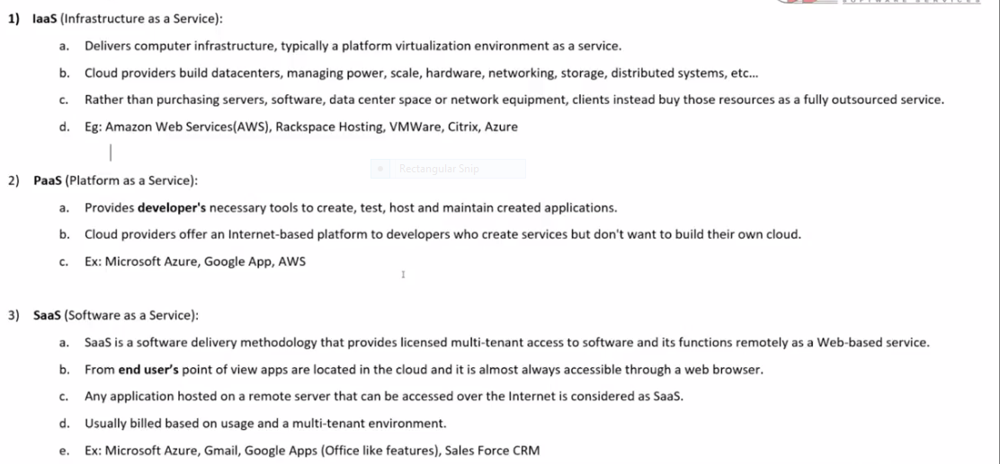 SOFTWARE SERVICES
1) IaaS (Infrastructure as a Service):
a. Delivers computer infrastructure, typically a platform virtualization environment as a service.
b. Cloud providers build datacenters, managing power, scale, hardware, networking, storage, distributed systems, etc...
c. Rather than purchasing servers, software, data center space or network equipment, clients instead buy those resources as a fully outsourced service.
d. Eg: Amazon Web Services(AWS), Rackspace Hosting, VMWare, Citrix, Azure
Rectangular Snip
2) PaaS (Platform as a Service):
a. Provides developer's necessary tools to create, test, host and maintain created applications.
b. Cloud providers offer an Internet-based platform to developers who create services but don't want to build their own cloud.
c. Ex: Microsoft Azure, Google App, AWS
3) SaaS (Software as a Service):
a. SaaS is a software delivery methodology that provides licensed multi-tenant access to software and its functions remotely as a Web-based service.
b. From end user's point of view apps are located in the cloud and it is almost always accessible through a web browser.
c. Any application hosted on a remote server that can be accessed over the Internet is considered as SaaS.
d. Usually billed based on usage and a multi-tenant environment.
e. Ex: Microsoft Azure, Gmail, Google Apps (Office like features), Sales Force CRM